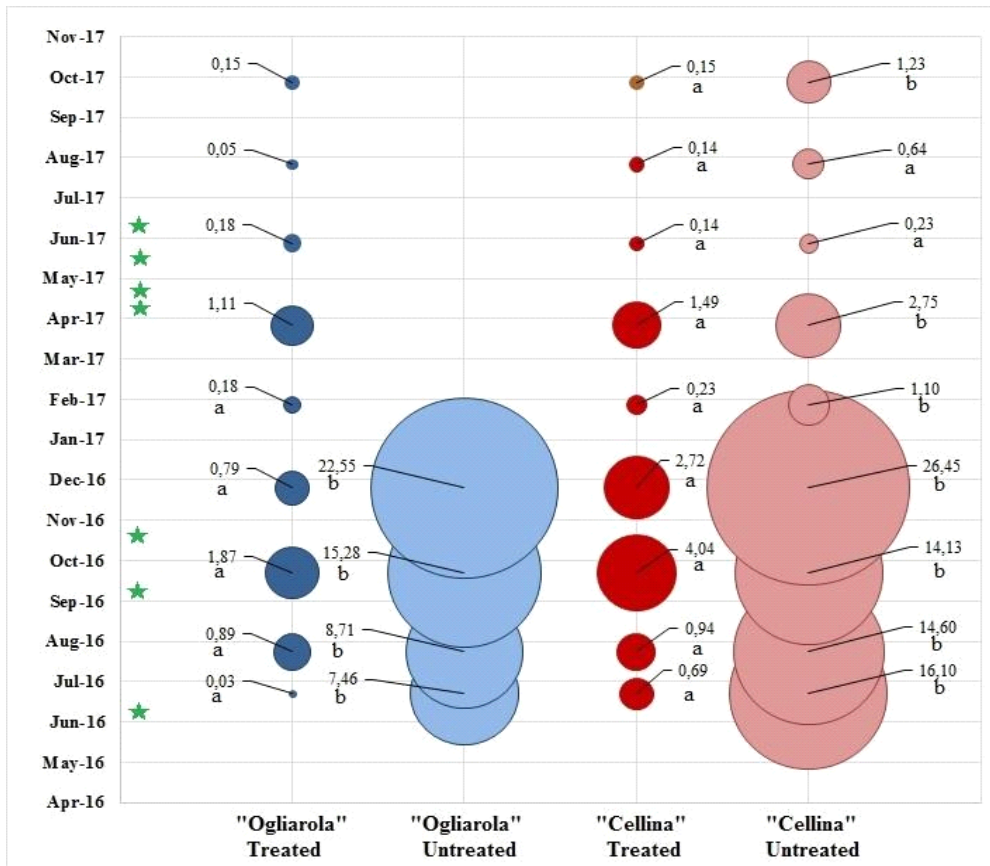 Nov-17
Oct-17
Sep-17
Aug-17
Jul-17
Jun-17
May-17
Apr-17
Mar-17
Feb-17
Jan-17
Dec-16
Nov-16
Oct-16
Sep-16
Aug-16
Jul-16
Jun-16
May-16
Apr-16
0,15
0,05
0,18
1,11
0,18
a
0,79
a
1,87
a
0,89
a
0,03
a
22,55
b
15,28
b
8,71
b
7,46
b
0,15
a
0,14
a
0,14
a
1,49
a
0,23
a
2,72
a
4,04
a
0,94
a
0,69
a
1,23
b
0,64
a
0,23
a
2,75
b
1,10
b
26,45
b
14,13
b
14,60
b
16,10
b
"Ogliarola"
Treated
"Ogliarola"
Untreated
"Cellina"
Treated
"Cellina"
Untreated